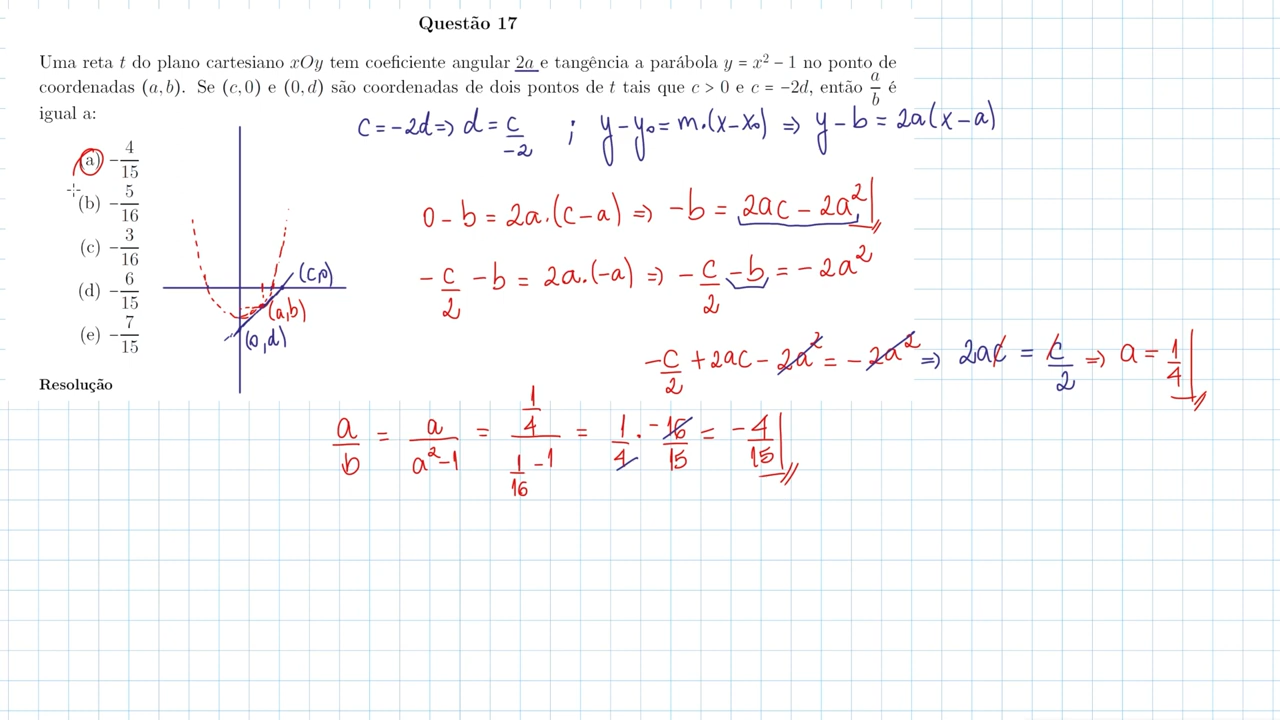 Questão 17
Uma reta t do plano cartesiano xOy tem coeficiente angular 2a e tangência a parábola y = x² − 1 no ponto de
coordenadas (a, b). Se (c, 0) e (0, d) são coordenadas de dois pontos de t tais que c > 0 e c = −2d, então a/b é
igual a:
(a) −4/15
(b) −5/16
(c) −3/16
(d) −6/15
(e) −7/15
c = −2d ⇒ d = c/−2 ; y − y₀ = m.(x − x₀) ⇒ y − b = 2a(x − a)
0 − b = 2a.(c − a) ⇒ −b = 2ac − 2a²
−c/2 − b = 2a.(−a) ⇒ −c/2 − b = −2a²
(c,0)
(a,b)
(0,d)
−c/2 + 2ac − 2a² = −2a² ⇒ 2ac = c/2 ⇒ a = 1/4
Resolução
a/b = a/(a² − 1) = (1/4)/(1/16 − 1) = 1/4 . −16/15 = −4/15